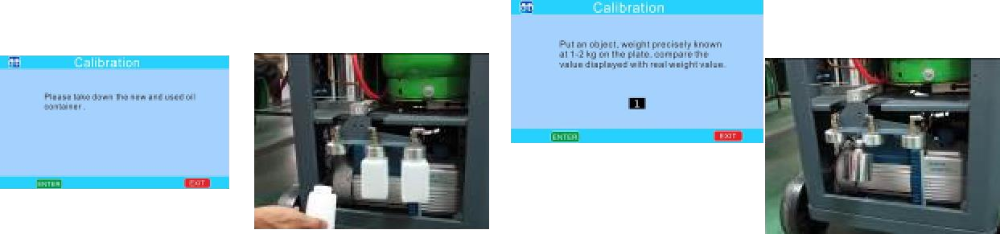 Calibration
Please take down the new and used oil
container .
ENTER
EXIT
Calibration
Put an object, weight precisely known
at 1-2 kg on the plate, compare the
value displayed with real weight value.
1
ENTER
EXIT